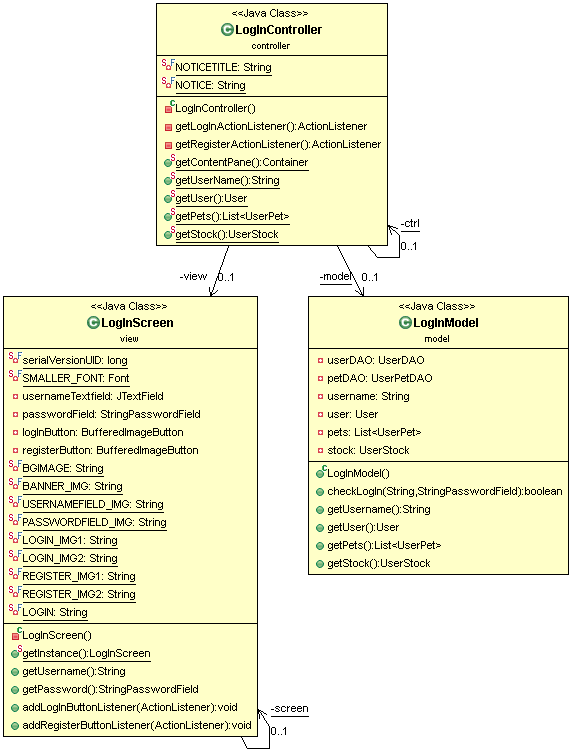 <<Java Class>>
LogInController
controller
NOTICETITLE: String
NOTICE: String
LogInController()
getLogInActionListener():ActionListener
getRegisterActionListener():ActionListener
getContentPane():Container
getUserName():String
getUser():User
getPets():List<UserPet>
getStock():UserStock
-ctrl
0..1
-view 0..1
-model 0..1
<<Java Class>>
LogInScreen
view
serialVersionUID: long
SMALLER_FONT: Font
usernameTextfield: JTextField
passwordField: StringPasswordField
logInButton: BufferedImageButton
registerButton: BufferedImageButton
BGIMAGE: String
BANNER_IMG: String
USERNAMEFIELD_IMG: String
PASSWORDFIELD_IMG: String
LOGIN_IMG1: String
LOGIN_IMG2: String
REGISTER_IMG1: String
REGISTER_IMG2: String
LOGIN: String
LogInScreen()
getInstance():LogInScreen
getUsername():String
getPassword():StringPasswordField
addLogInButtonListener(ActionListener):void
addRegisterButtonListener(ActionListener):void
-screen
0..1
<<Java Class>>
LogInModel
model
userDAO: UserDAO
petDAO: UserPetDAO
username: String
user: User
pets: List<UserPet>
stock: UserStock
LogInModel()
checkLogIn(String,StringPasswordField):boolean
getUsername():String
getUser():User
getPets():List<UserPet>
getStock():UserStock